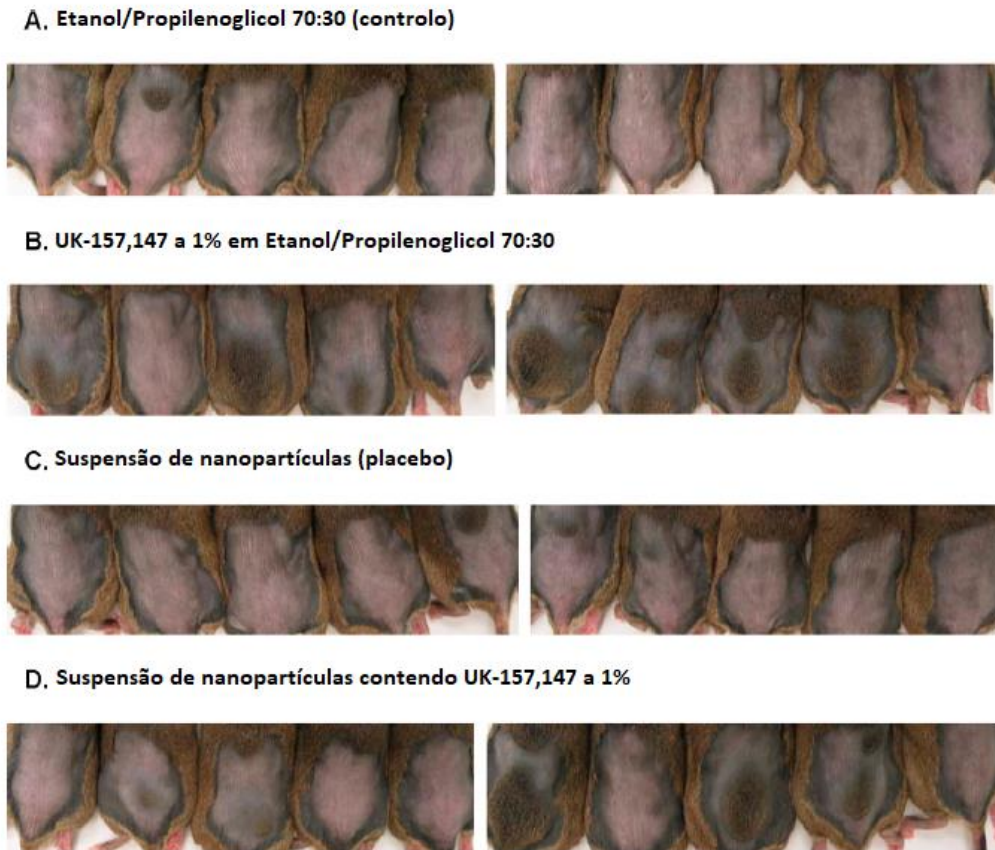 A. Etanol/Propilenoglicol 70:30 (controlo)
B. UK-157,147 a 1% em Etanol/Propilenoglicol 70:30
C. Suspensão de nanopartículas (placebo)
D. Suspensão de nanopartículas contendo UK-157,147 a 1%